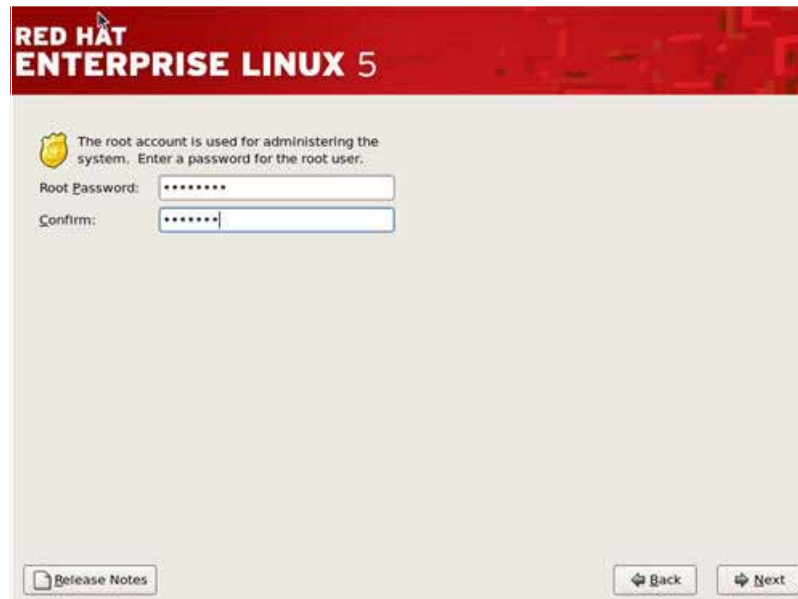 RED HAT
ENTERPRISE LINUX 5
The root account is used for administering the
system. Enter a password for the root user.
Root Password: ••••••••
Confirm: •••••••
Release Notes
Back
Next